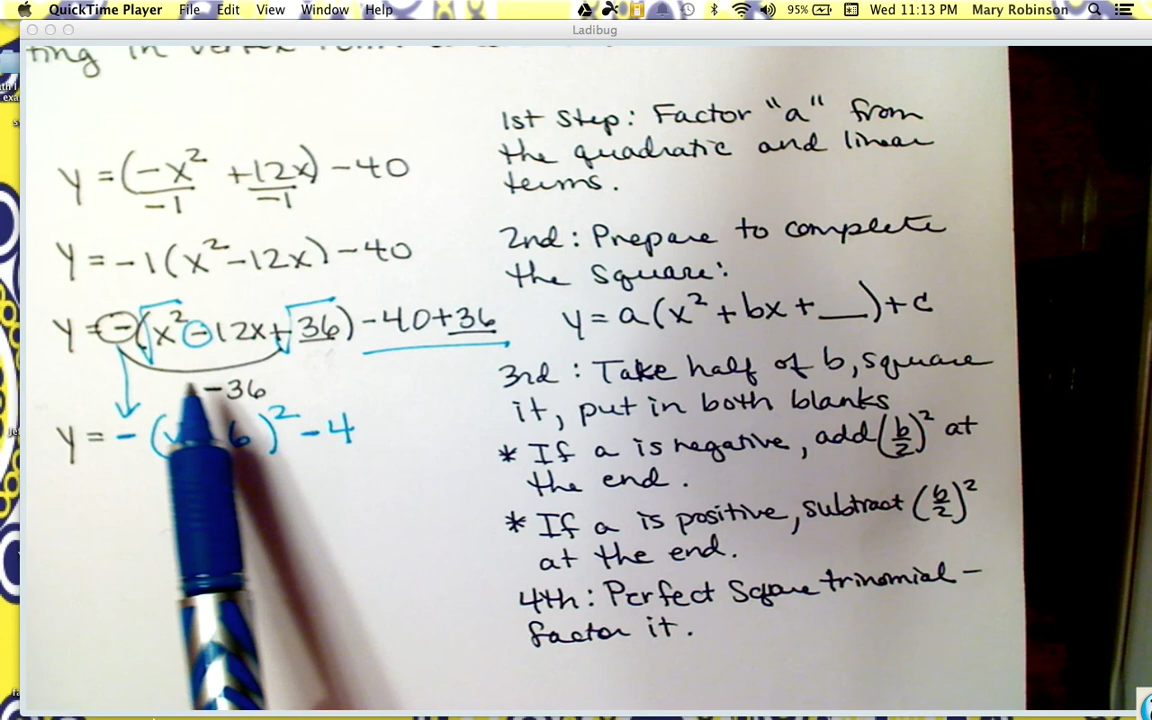 QuickTime Player File Edit View Window Help 95% Wed 11:13 PM Mary Robinson
Ladibug
ting in vertex
y = (-x² +12x) - 40
-1 -1
y = -1(x² - 12x) - 40
y = -(x² - 12x + 36) - 40 + 36
-36
y = - ( 6)² - 4
1st Step: Factor "a" from
the quadratic and linear
terms.
2nd: Prepare to complete
the square:
y = a(x² + bx + __) + c
3rd: Take half of b, square
it, put in both blanks
* If a is negative, add (b/2)² at
the end.
* If a is positive, subtract (b/2)²
at the end.
4th: Perfect Square trinomial -
factor it.